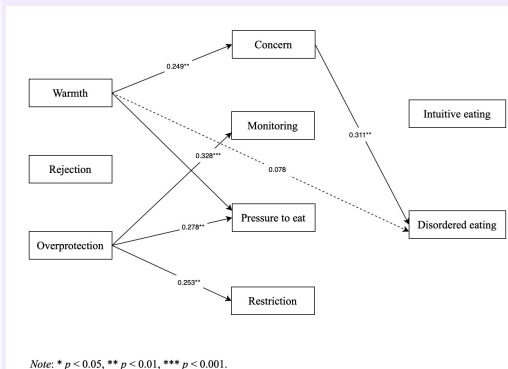 Concern
0.249**
Warmth
Intuitive eating
Monitoring
0.311**
0.328***
Rejection
0.078
Pressure to eat
Disordered eating
0.278**
Overprotection
0.253**
Restriction
Note: * p < 0.05, ** p < 0.01, *** p < 0.001.